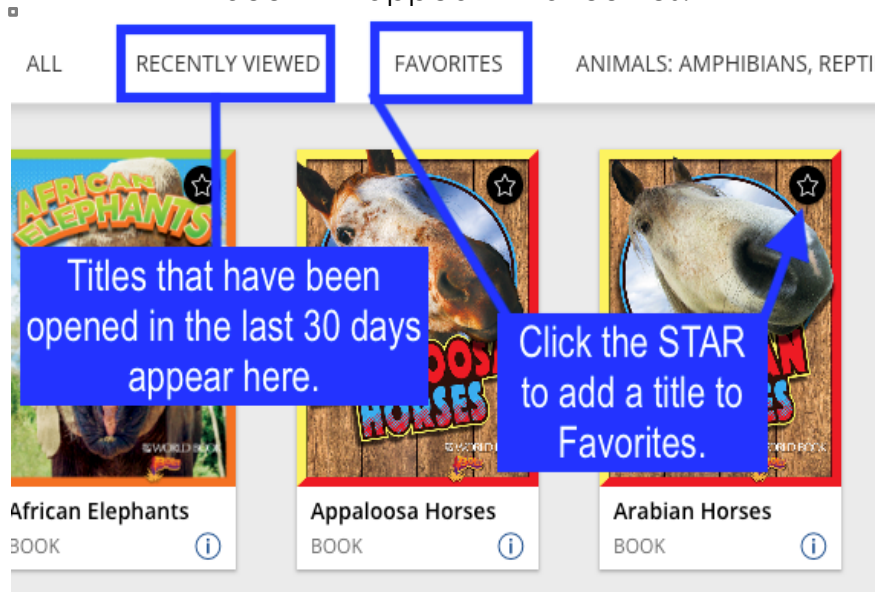 ALL RECENTLY VIEWED FAVORITES ANIMALS: AMPHIBIANS, REPTI
AFRICAN
ELEPHANTS
Titles that have been
opened in the last 30 days
appear here.
Click the STAR
to add a title to
Favorites.
HORSES
WORLD BOOK
African Elephants
BOOK
Appaloosa Horses
BOOK
Arabian Horses
BOOK